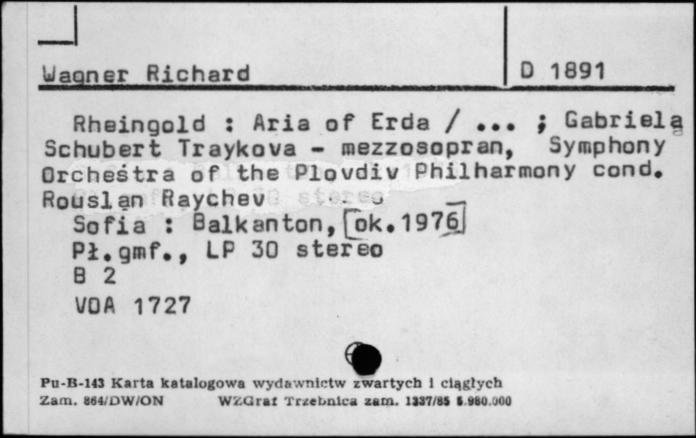 Wagner Richard D 1891
Rheingold : Aria of Erda / ... ; Gabriela
Schubert Traykova - mezzosopran, Symphony
Orchestra of the Plovdiv Philharmony cond.
Rouslan Raychev
Sofia : Balkanton, [ok.1976]
Pł.gmf., LP 30 stereo
B 2
VOA 1727
Pu-B-143 Karta katalogowa wydawnictw zwartych i ciągłych
Zam. 864/DW/ON WZGraf Trzebnica zam. 1337/85 5.980.000